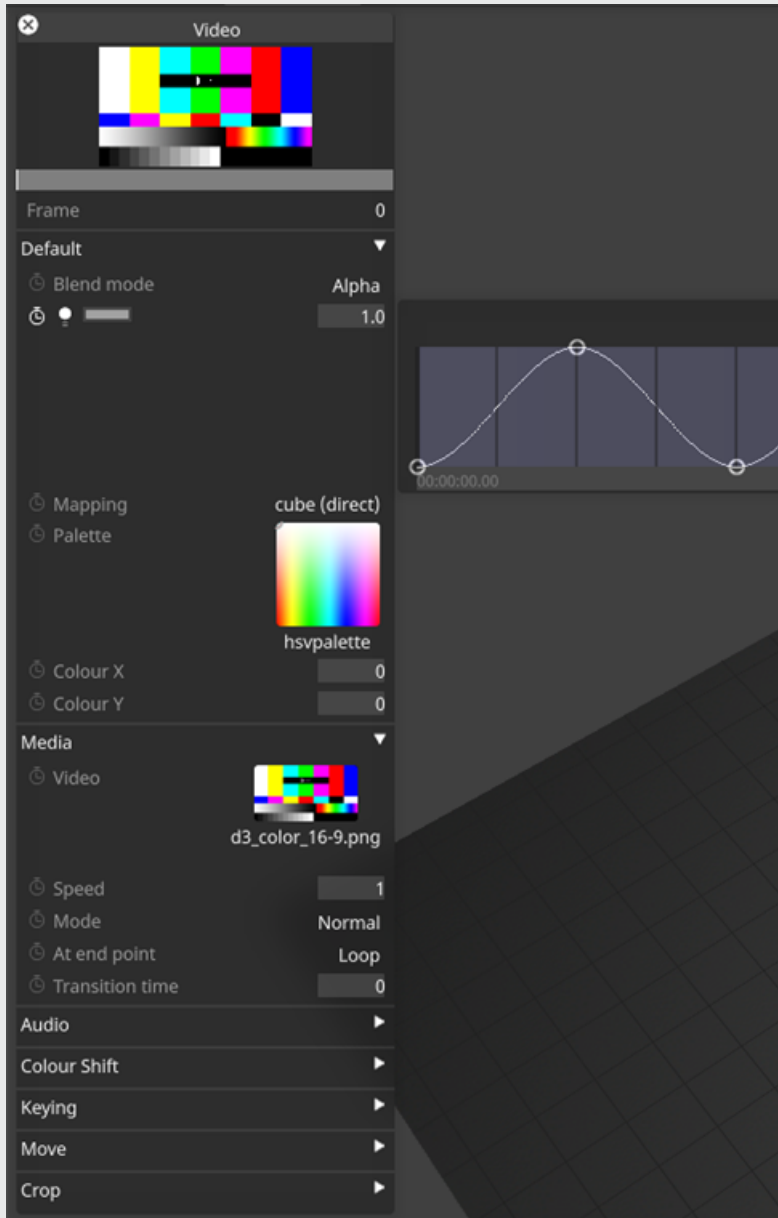 Video
Frame 0
Default
Blend mode Alpha
1.0
00:00:00.00
Mapping cube (direct)
Palette
hsvpalette
Colour X 0
Colour Y 0
Media
Video
d3_color_16-9.png
Speed 1
Mode Normal
At end point Loop
Transition time 0
Audio
Colour Shift
Keying
Move
Crop